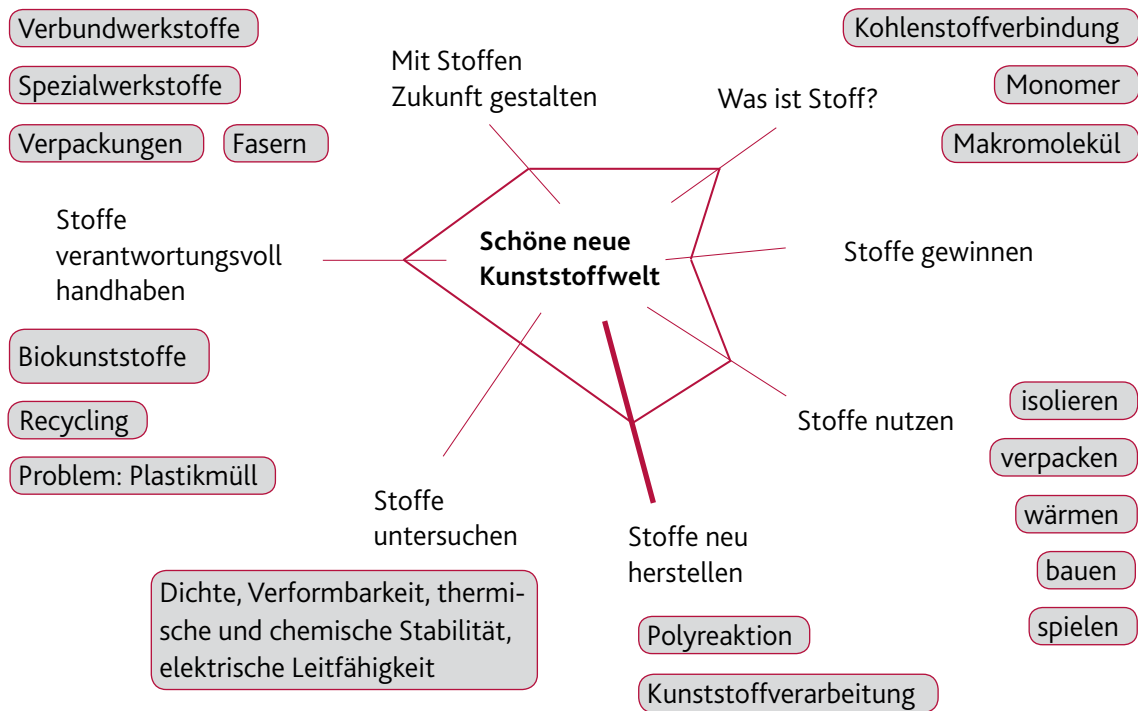 Verbundwerkstoffe
Spezialwerkstoffe
Verpackungen
Fasern
Mit Stoffen
Zukunft gestalten
Was ist Stoff?
Kohlenstoffverbindung
Monomer
Makromolekül
Stoffe
verantwortungsvoll
handhaben
Schöne neue
Kunststoffwelt
Stoffe gewinnen
Biokunststoffe
Recycling
Problem: Plastikmüll
Stoffe nutzen
isolieren
verpacken
wärmen
bauen
spielen
Stoffe
untersuchen
Dichte, Verformbarkeit, thermi-
sche und chemische Stabilität,
elektrische Leitfähigkeit
Stoffe neu
herstellen
Polyreaktion
Kunststoffverarbeitung